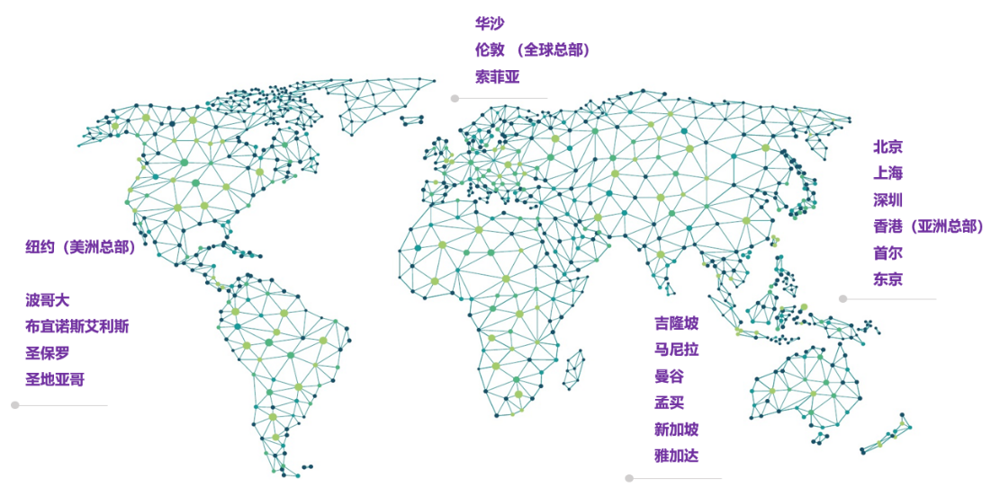 华沙
伦敦 （全球总部）
索菲亚
北京
上海
深圳
香港（亚洲总部）
首尔
东京
纽约（美洲总部）
波哥大
布宜诺斯艾利斯
圣保罗
圣地亚哥
吉隆坡
马尼拉
曼谷
孟买
新加坡
雅加达